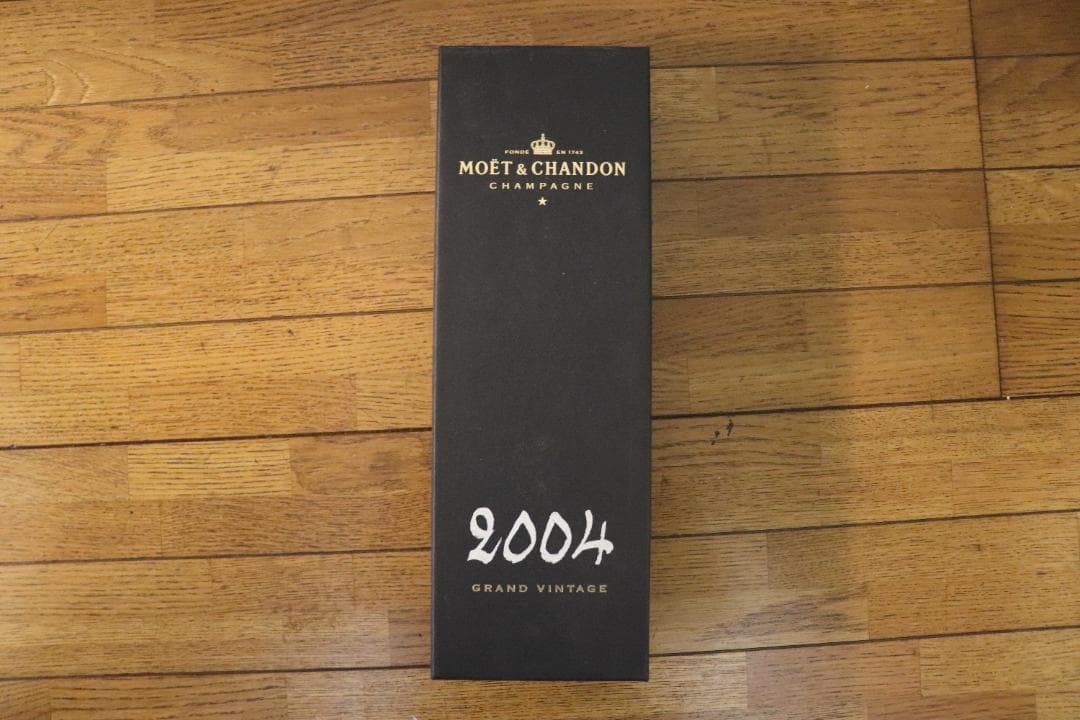 FONDÉ EN 1743
MOËT & CHANDON
CHAMPAGNE
2004
GRAND VINTAGE